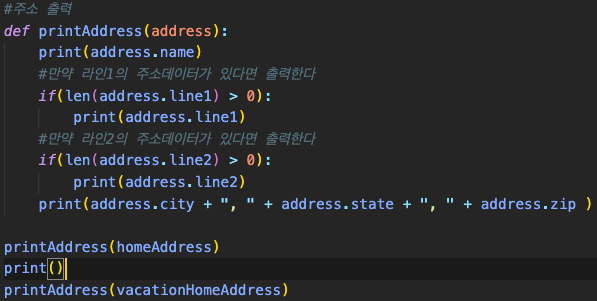 #주소 출력
def printAddress(address):
    print(address.name)
    #만약 라인1의 주소데이터가 있다면 출력한다
    if(len(address.line1) > 0):
        print(address.line1)
    #만약 라인2의 주소데이터가 있다면 출력한다
    if(len(address.line2) > 0):
        print(address.line2)
    print(address.city + ", " + address.state + ", " + address.zip )

printAddress(homeAddress)
print()
printAddress(vacationHomeAddress)